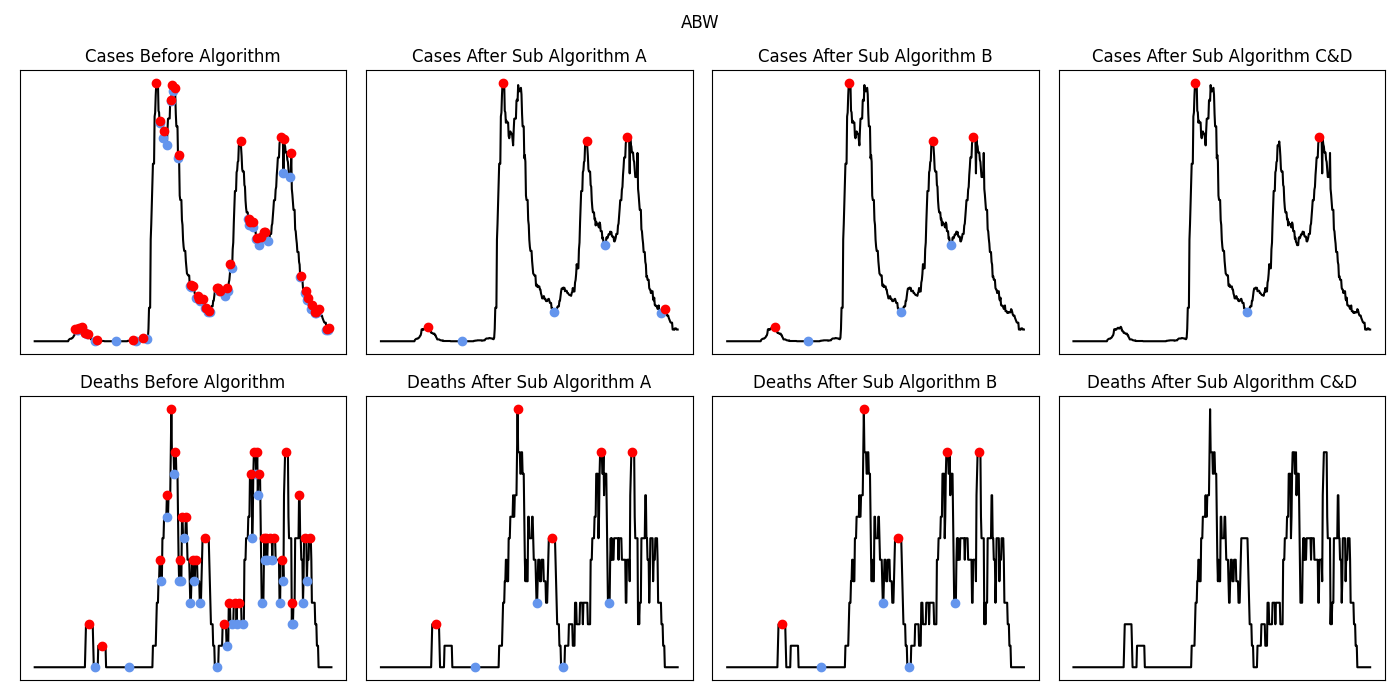 ABW
Cases Before Algorithm
Cases After Sub Algorithm A
Cases After Sub Algorithm B
Cases After Sub Algorithm C&D
Deaths Before Algorithm
Deaths After Sub Algorithm A
Deaths After Sub Algorithm B
Deaths After Sub Algorithm C&D